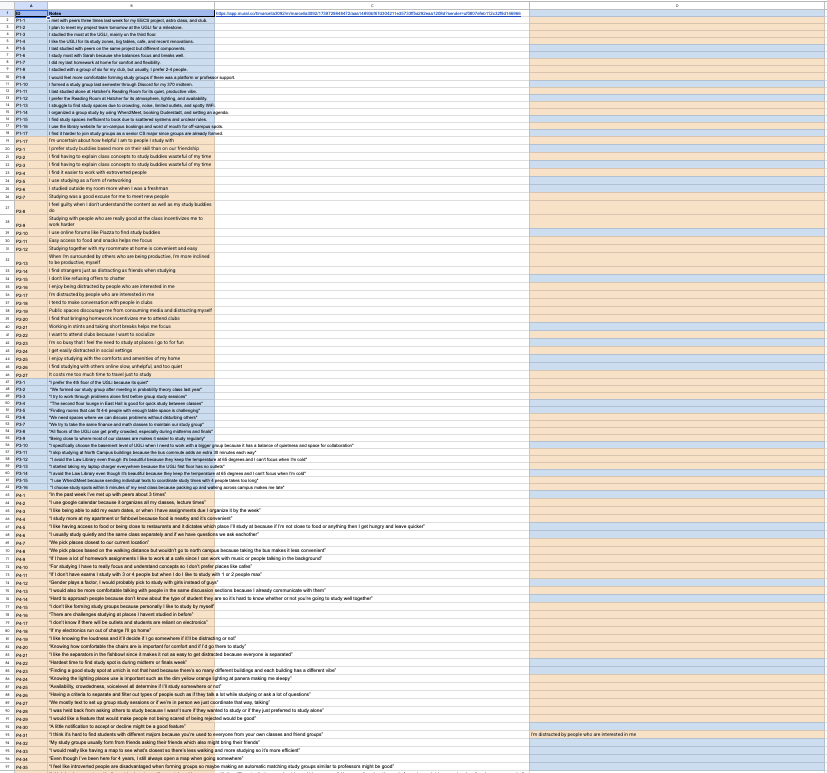 A B C D
1 ID Notes
2 P1-1 I met with peers three times last week for my EECS project, astro class, and club.
3 P1-2 I plan to meet my project team tomorrow at the UGLI for a milestone.
4 P1-3 I studied the most at the UGLI, mainly on the third floor.
5 P1-4 I like the UGLI for its study zones, big tables, cafe, and recent renovations.
6 P1-5 I last studied with peers on the same project but different components.
7 P1-6 I study most with Sarah because she balances focus and breaks well.
8 P1-7 I did my last homework at home for comfort and flexibility.
9 P1-8 I studied with a group of six for my club, but usually, I prefer 2-4 people.
10 P1-9 I would feel more comfortable forming study groups if there was a platform or professor support.
11 P1-10 I formed a study group last semester through Discord for my 370 midterm.
12 P1-11 I last studied alone at Hatcher's Reading Room for its quiet, productive vibe.
13 P1-12 I prefer the Reading Room at Hatcher for its atmosphere, lighting, and availability.
14 P1-13 I struggle to find study spaces due to crowding, noise, limited outlets, and spotty WiFi.
15 P1-14 I organized a group study by using When2Meet, booking Duderstadt, and setting an agenda.
16 P1-15 I find study spaces inefficient to book due to scattered systems and unclear rules.
17 P1-16 I use the library website for on-campus bookings and word of mouth for off-campus spots.
18 P1-17 I find it harder to join study groups as a senior CS major since groups are already formed.
19 P1-17 I'm uncertain about how helpful I am to people I study with
20 P2-1 I prefer study buddies based more on their skill than on our friendship
21 P2-2 I find having to explain class concepts to study buddies wasteful of my time
22 P2-3 I find having to explain class concepts to study buddies wasteful of my time
23 P2-4 I find it easier to work with extroverted people
24 P2-5 I use studying as a form of networking
25 P2-6 I studied outside my room more when I was a freshman
26 P2-7 Studying was a good excuse for me to meet new people
27 P2-8 I feel guilty when I don't understand the content as well as my study buddies
do
28 P2-9 Studying with people who are really good at the class incentivizes me to
work harder
29 P2-10 I use online forums like Piazza to find study buddies
30 P2-11 Easy access to food and snacks helps me focus
31 P2-12 Studying together with my roommate at home is convenient and easy
32 P2-13 When I'm surrounded by others who are being productive, I'm more inclined
to be productive, myself
33 P2-14 I find strangers just as distracting as friends when studying
34 P2-15 I don't like refusing offers to chatter
35 P2-16 I enjoy being distracted by people who are interested in me
36 P2-17 I'm distracted by people who are interested in me
37 P2-18 I tend to make conversation with people in clubs
38 P2-19 Public spaces discourage me from consuming media and distracting myself
39 P2-20 I find that bringing homework incentivizes me to attend clubs
40 P2-21 Working in stints and taking short breaks helps me focus
41 P2-22 I want to attend clubs because I want to socialize
42 P2-23 I'm so busy that I feel the need to study at places I go to for fun
43 P2-24 I get easily distracted in social settings
44 P2-25 I enjoy studying with the comforts and amenities of my home
45 P2-26 I find studying with others online slow, unhelpful, and too quiet
46 P2-27 It costs me too much time to travel just to study
47 P3-1 "I prefer the 4th floor of the UGLI because its quiet"
48 P3-2 "We formed our study group after meeting in probability theory class last year"
49 P3-3 "I try to work through problems alone first before group study sessions"
50 P3-4 "The second floor lounge in East Hall is good for quick study between classes"
51 P3-5 "Finding rooms that fit 4-6 people with enough table space is challenging"
52 P3-6 "We need spaces where we can discuss problems without disturbing others"
53 P3-7 "We try to take the same finance and math classes to maintain our study group"
54 P3-8 "All floors of the UGLI can get pretty crowded, especially during midterms and finals"
55 P3-9 "Being close to where most of our classes are makes it easier to study regularly"
56 P3-10 "I specifically choose the basement level of UGLI when I need to work with a bigger group because it has a balance of quietness and space for collaboration"
57 P3-11 "I skip studying at North Campus buildings because the bus commute adds an extra 30 minutes each way"
58 P3-12 "I avoid the Law Library even though it's beautiful because they keep the temperature at 65 degrees and I can't focus when I'm cold"
59 P3-13 "I started taking my laptop charger everywhere because the UGLI first floor has no outlets"
60 P3-14 "I avoid the Law Library even though it's beautiful because they keep the temperature at 65 degrees and I can't focus when I'm cold"
61 P3-15 "I use When2Meet because sending individual texts to coordinate study times with 4 people takes too long"
62 P3-16 "I choose study spots within 5 minutes of my next class because packing up and walking across campus makes me late"
63 P4-1 "In the past week I've met up with peers about 3 times"
64 P4-2 "I use google calendar because it organizes all my classes, lecture times"
65 P4-3 "I like being able to add my exam dates, or when I have assignments due I organize it by the week"
66 P4-4 "I study more at my apartment or fishbowl because food is nearby and it's convenient"
67 P4-5 "I like having access to food or being close to restaurants and it dictates which place I'll study at because if I'm not close to food or anything then I get hungry and leave quicker"
68 P4-6 "I usually study quietly and the same class separately and if we have questions we ask eachother"
69 P4-7 "We pick places closest to our current location"
70 P4-8 "We pick places based on the walking distance but wouldn't go to north campus because taking the bus makes it less convenient"
71 P4-9 "If I have a lot of homework assignments I like to work at a cafe since I can work with music or people talking in the background"
72 P4-10 "For studying I have to really focus and understand concepts so I don't prefer places like cafes"
73 P4-11 "If I don't have exams I study with 3 or 4 people but when I do I like to study with 1 or 2 people max"
74 P4-12 "Gender plays a factor, I would probably pick to study with girls instead of guys"
75 P4-13 "I would also be more comfortable talking with people in the same discussion sections because I already communicate with them"
76 P4-14 "Hard to approach people because don't know about the type of student they are so it's hard to know whether or not you're going to study well together"
77 P4-15 "I don't like forming study groups because personally I like to study by myself"
78 P4-16 "There are challenges studying at places I havent studied in before"
79 P4-17 "I don't know if there will be outlets and students are reliant on electronics"
80 P4-18 "If my electronics run out of charge I'll go home"
81 P4-19 "I like knowing the loudness and it'll decide if I go somewhere if it'll be distracting or not"
82 P4-20 "Knowing how comfortable the chairs are is important for comfort and if I'd go there to study"
83 P4-21 "I like the separators in the fishbowl since it makes it not as easy to get distracted because everyone is separated"
84 P4-22 "Hardest time to find study spot is during midterm or finals week"
85 P4-23 "Finding a good study spot at umich is not that hard because there's so many different buildings and each building has a different vibe"
86 P4-24 "Knowing the lighting places use is important such as the dim yellow orange lighting at panera making me sleepy"
87 P4-25 "Availability, crowdedness, voicelevel all determine if I'll study somewhere or not"
88 P4-26 "Having a criteria to separate and filter out types of people such as if they talk a lot while studying or ask a lot of questions"
89 P4-27 "We mostly text to set up group study sessions or if we're in person we just coordinate that way, talking"
90 P4-28 "I was held back from asking others to study because I wasn't sure if they wanted to study or if they just preferred to study alone"
91 P4-29 "I would like a feature that would make people not being scared of being rejected would be good"
92 P4-30 "A little notification to accept or decline might be a good feature"
93 P4-31 "I think it's hard to find students with different majors because you're used to everyone from your own classes and friend groups" I'm distracted by people who are interested in me
94 P4-32 "My study groups usually form from friends asking their friends which also might bring their friends"
95 P4-33 "I would really like having a map to see what's closest so there's less walking and more studying so it's more efficient"
96 P4-34 "Even though I've been here for 4 years, I still always open a map when going somewhere"
97 P4-35 "I feel like introverted people are disadvantaged when forming groups so maybe making an automatic matching study groups similar to professors might be good"